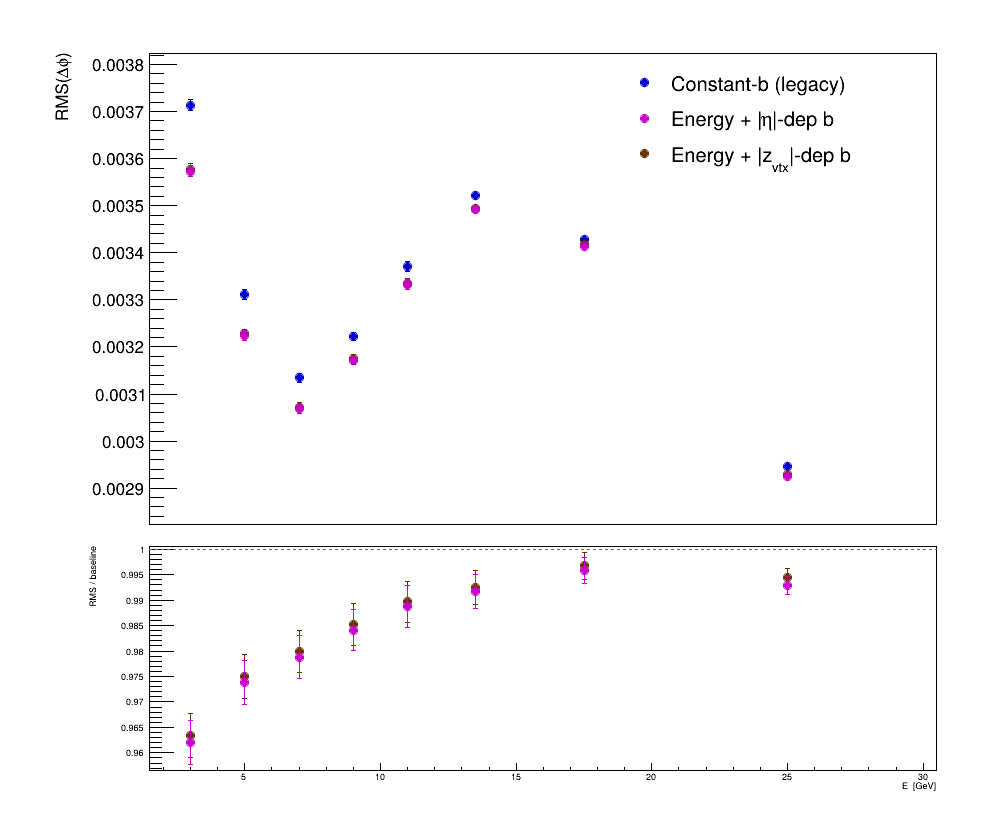 RMS(Δϕ)
0.0038
0.0037
0.0036
0.0035
0.0034
0.0033
0.0032
0.0031
0.003
0.0029
Constant-b (legacy)
Energy + |η|-dep b
Energy + |z_vtx|-dep b
RMS / baseline
1
0.995
0.99
0.985
0.98
0.975
0.97
0.965
0.96
5 10 15 20 25 30
E [GeV]